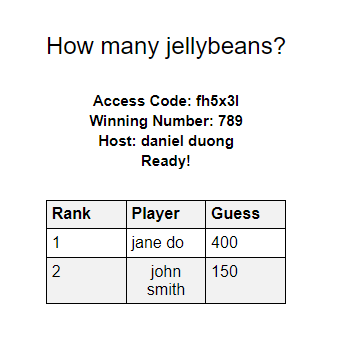 How many jellybeans?
Access Code: fh5x3l
Winning Number: 789
Host: daniel duong
Ready!
Rank Player Guess
1 jane do 400
2 john smith 150